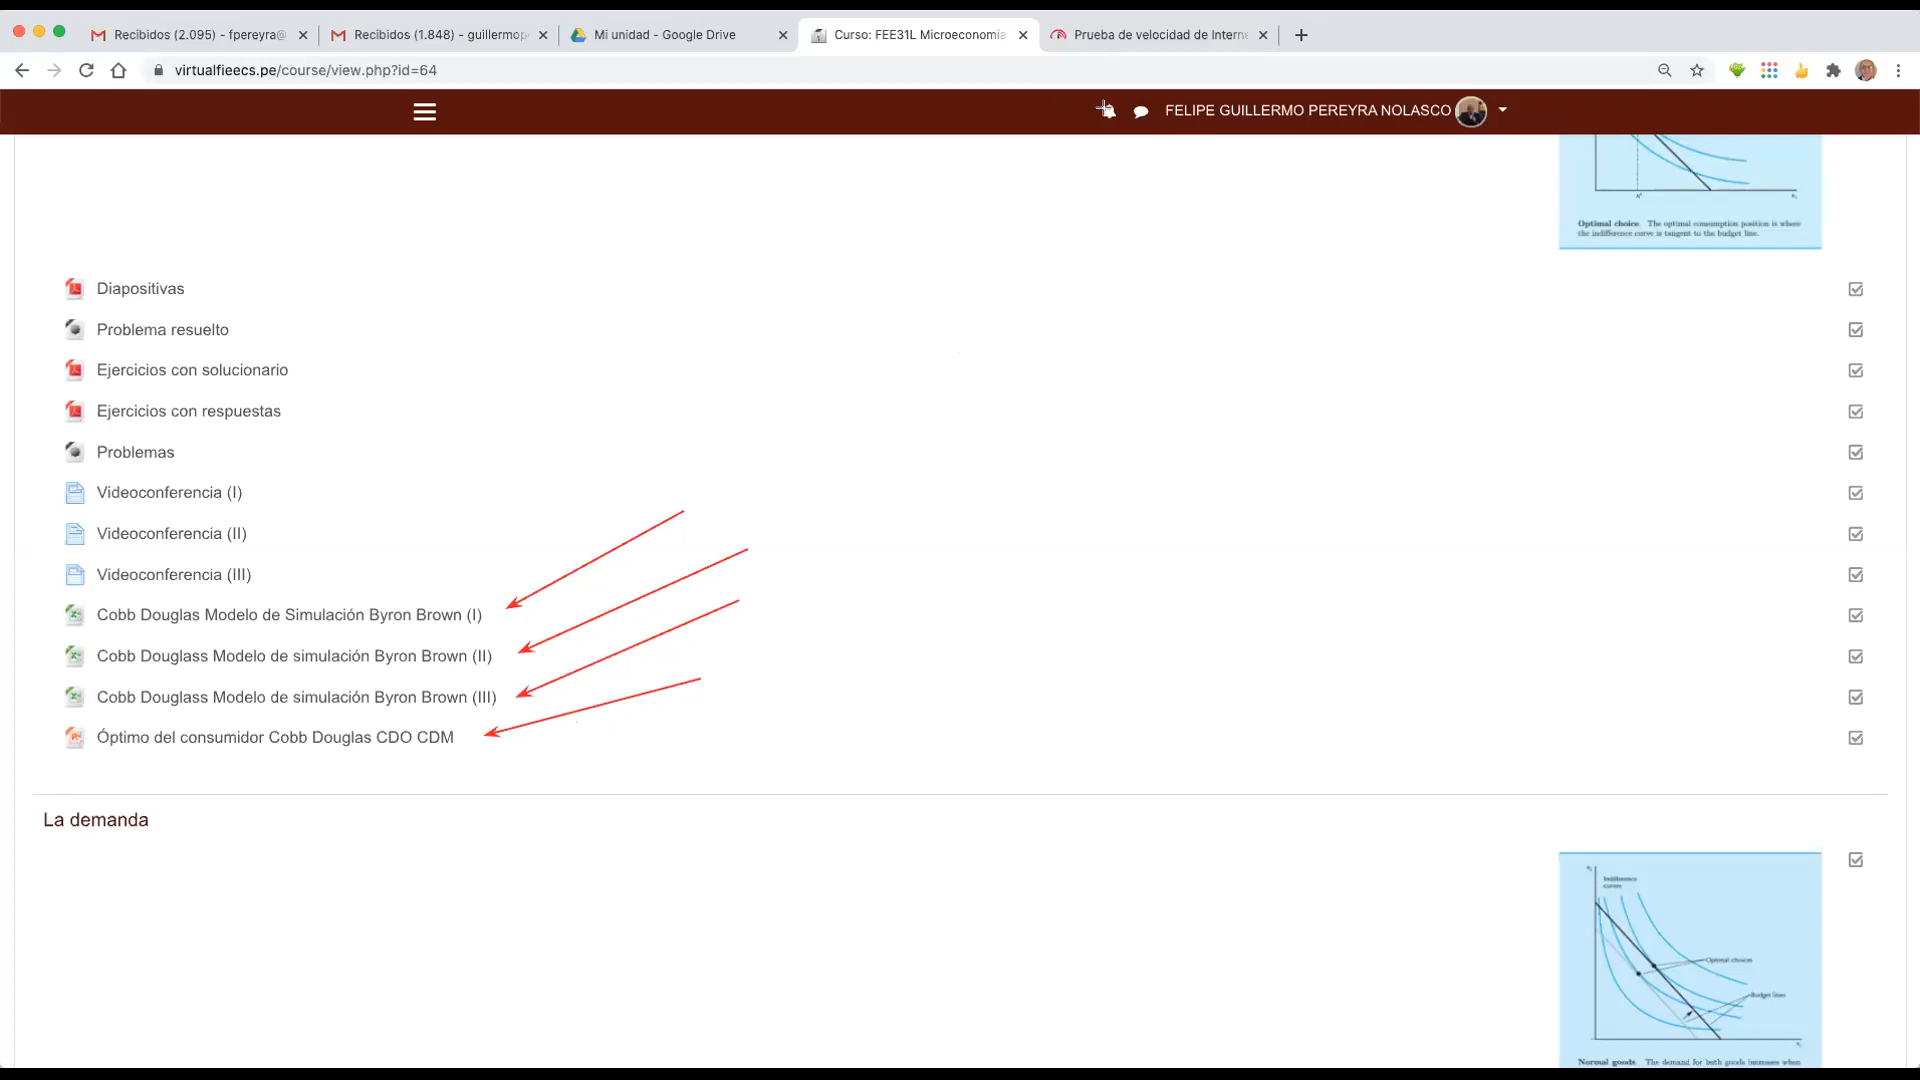 Recibidos (2.095) - fpereyra@
Recibidos (1.848) - guillermop
Mi unidad - Google Drive
Curso: FEE31L Microeconomía
Prueba de velocidad de Interne
virtualfieecs.pe/course/view.php?id=64
FELIPE GUILLERMO PEREYRA NOLASCO
Optimal choice. The optimal consumption position is where
the indifference curve is tangent to the budget line.
Diapositivas
Problema resuelto
Ejercicios con solucionario
Ejercicios con respuestas
Problemas
Videoconferencia (I)
Videoconferencia (II)
Videoconferencia (III)
Cobb Douglas Modelo de Simulación Byron Brown (I)
Cobb Douglass Modelo de simulación Byron Brown (II)
Cobb Douglass Modelo de simulación Byron Brown (III)
Óptimo del consumidor Cobb Douglas CDO CDM
La demanda
Indifference
curves
Optimal choices
Budget lines
Normal goods. The demand for both goods increases when